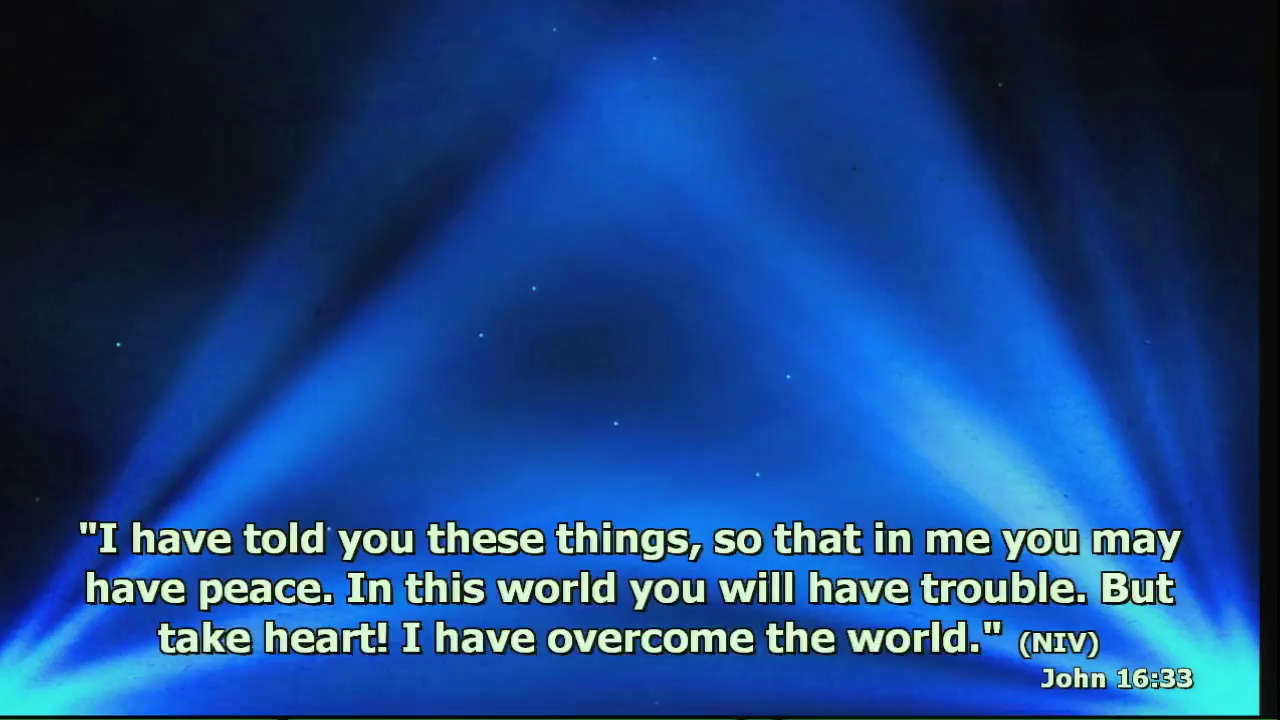 "I have told you these things, so that in me you may
have peace. In this world you will have trouble. But
take heart! I have overcome the world." (NIV)
John 16:33